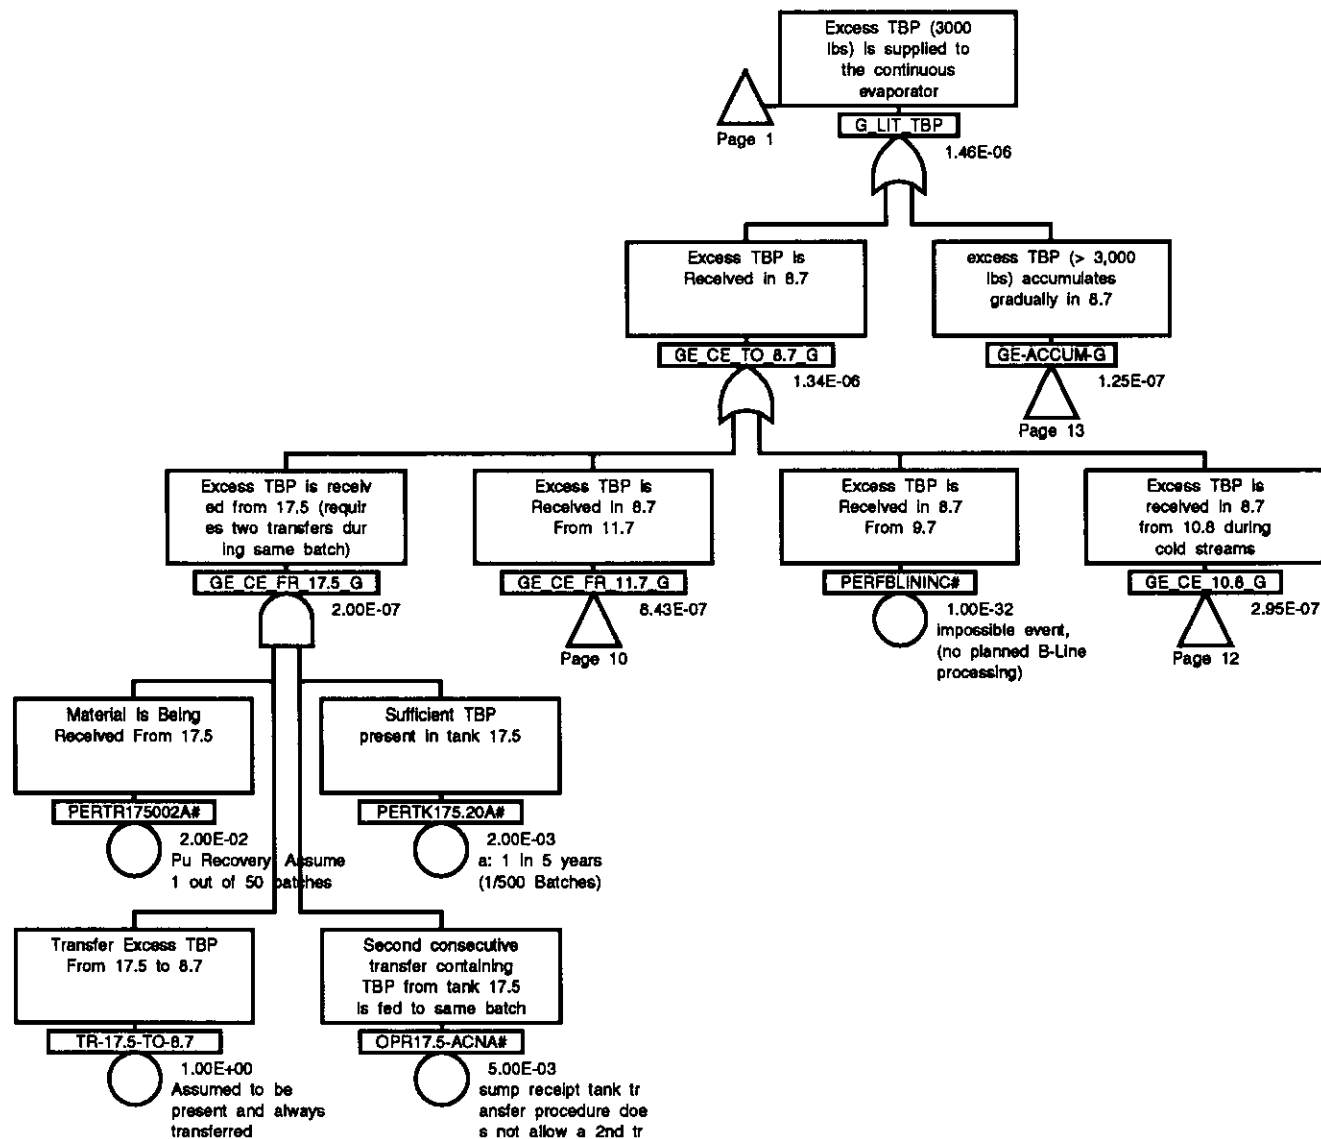 Excess TBP (3000
lbs) is supplied to
the continuous
evaporator
Page 1
G_LIT_TBP
1.46E-06
Excess TBP is
Received in 8.7
GE_CE_TO_8.7_G
1.34E-06
excess TBP (> 3,000
lbs) accumulates
gradually in 8.7
GE-ACCUM-G
1.25E-07
Page 13
Excess TBP is receiv
ed from 17.5 (requir
es two transfers dur
ing same batch)
GE_CE_FR_17.5_G
2.00E-07
Excess TBP is
Received in 8.7
From 11.7
GE_CE_FR_11.7_G
8.43E-07
Page 10
Excess TBP is
Received in 8.7
From 9.7
PERFBLININC#
1.00E-32
impossible event,
(no planned B-Line
processing)
Excess TBP is
received in 8.7
from 10.8 during
cold streams
GE_CE_10.8_G
2.95E-07
Page 12
Material is Being
Received From 17.5
PERTR175002A#
2.00E-02
Pu Recovery. Assume
1 out of 50 batches
Sufficient TBP
present in tank 17.5
PERTK175.20A#
2.00E-03
a: 1 in 5 years
(1/500 Batches)
Transfer Excess TBP
From 17.5 to 8.7
TR-17.5-TO-8.7
1.00E+00
Assumed to be
present and always
transferred
Second consecutive
transfer containing
TBP from tank 17.5
is fed to same batch
OPR17.5-ACNA#
5.00E-03
sump receipt tank tr
ansfer procedure doe
s not allow a 2nd tr